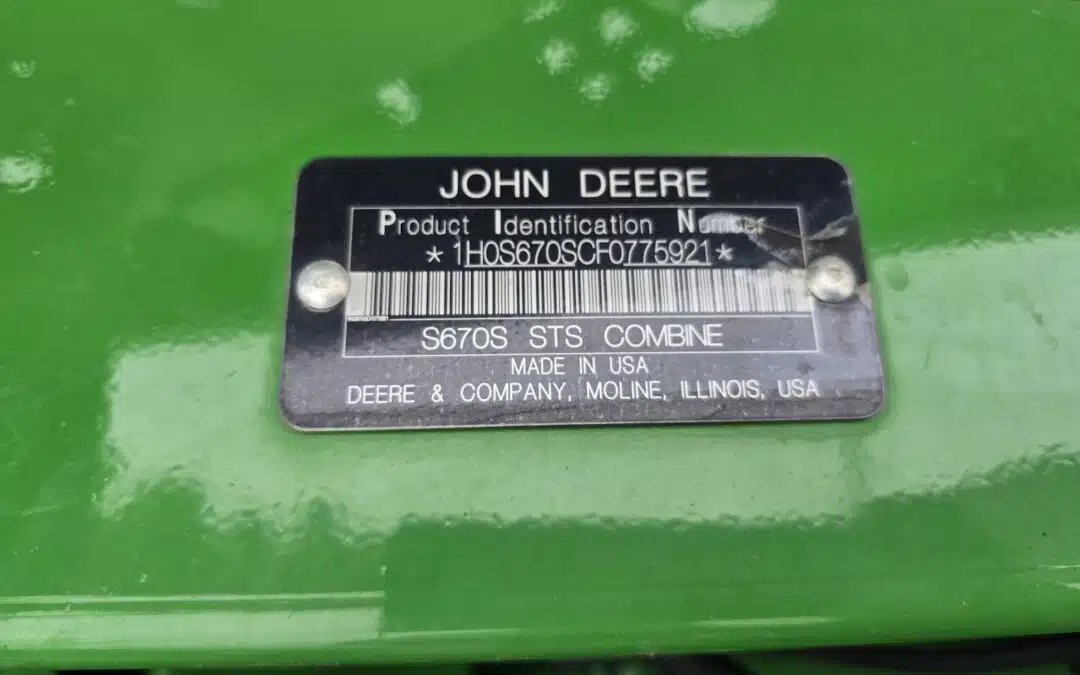 JOHN DEERE
Product Identification Number
*1H0S670SCF0775921*
S670S STS COMBINE
MADE IN USA
DEERE & COMPANY, MOLINE, ILLINOIS, USA